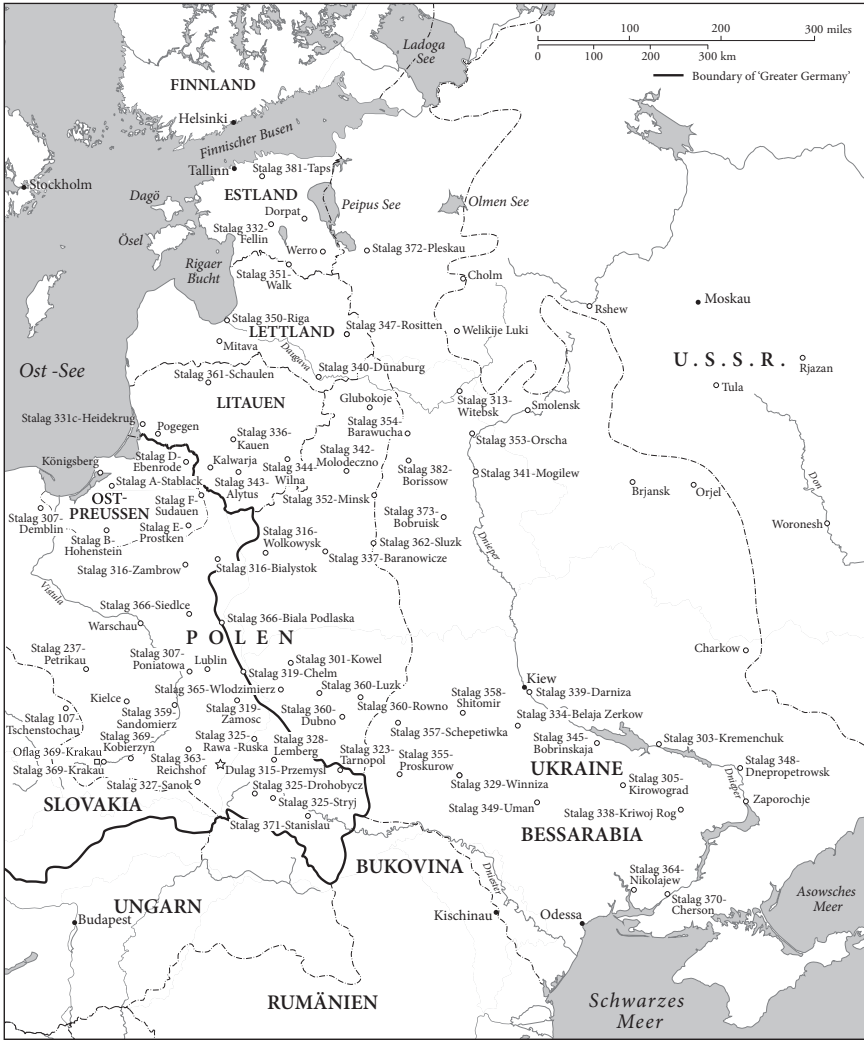 0 100 200 300 miles
0 100 200 300 km
Boundary of 'Greater Germany'
Ladoga
See
FINNLAND
Helsinki
Finnischer Busen
Tallinn
Stalag 381-Taps
Stockholm
ESTLAND
Dagö
Dorpat
Peipus See
Olmen See
Stalag 332-
Fellin
Ösel
Werro
Stalag 372-Pleskau
Rigaer
Bucht
Stalag 351-
Walk
Cholm
Moskau
Rshew
Stalag 350-Riga
LETTLAND
Stalag 347-Rositten
Welikije Luki
Mitava
Daugava
U.S.S.R.
Rjazan
Ost -See
Stalag 361-Schaulen
Stalag 340-Dünaburg
Tula
LITAUEN
Glubokoje
Stalag 313-
Witebsk
Smolensk
Stalag 331c-Heidekrug
Pogegen
Stalag 354-
Barawucha
Stalag 336-
Kauen
Stalag 353-Orscha
Stalag D-
Ebenrode
Kalwarja
Stalag 342-
Molodeczno
Königsberg
Stalag 344-
Wilna
Stalag 382-
Borissow
Stalag 341-Mogilew
Stalag A-Stablack
Stalag 343-
Alytus
Brjansk
Orjel
Don
OST-
PREUSSEN
Stalag F-
Sudauen
Stalag 352-Minsk
Stalag 307-
Demblin
Stalag 373-
Bobruisk
Woronesh
Stalag E-
Prostken
Stalag B-
Hohenstein
Stalag 316-
Wolkowysk
Stalag 362-Sluzk
Dnieper
Stalag 337-Baranowicze
Stalag 316-Zambrow
Stalag 316-Bialystok
Vistula
Stalag 366-Siedlce
Warschau
Stalag 366-Biala Podlaska
POLEN
Stalag 237-
Petrikau
Stalag 307-
Poniatowa
Lublin
Stalag 301-Kowel
Charkow
Stalag 319-Chelm
Stalag 365-Wlodzimierz
Stalag 360-Luzk
Kiew
Stalag 339-Darniza
Kielce
Stalag 359-
Sandomierz
Stalag 319-
Zamosc
Stalag 360-
Dubno
Stalag 360-Rowno
Stalag 358-
Shitomir
Stalag 107-
Tschenstochau
Stalag 334-Belaja Zerkow
Stalag 357-Schepetiwka
Stalag 369-
Kobierzyn
Stalag 325-
Rawa -Ruska
Stalag 328-
Lemberg
Stalag 345-
Bobrinskaja
Stalag 303-Kremenchuk
Oflag 369-Krakau
Stalag 369-Krakau
Stalag 363-
Reichshof
Dulag 315-Przemysl
Stalag 323-
Tarnopol
Stalag 355-
Proskurow
UKRAINE
Stalag 348-
Dnepropetrowsk
Stalag 327-Sanok
Stalag 325-Drohobycz
Stalag 329-Winniza
Stalag 305-
Kirowograd
Dnieper
SLOVAKIA
Stalag 325-Stryj
Stalag 349-Uman
Stalag 338-Kriwoj Rog
Zaporochje
Stalag 371-Stanislau
BESSARABIA
BUKOVINA
Dniester
Stalag 364-
Nikolajew
UNGARN
Stalag 370-
Cherson
Asowsches
Meer
Budapest
Kischinau
Odessa
RUMÄNIEN
Schwarzes
Meer